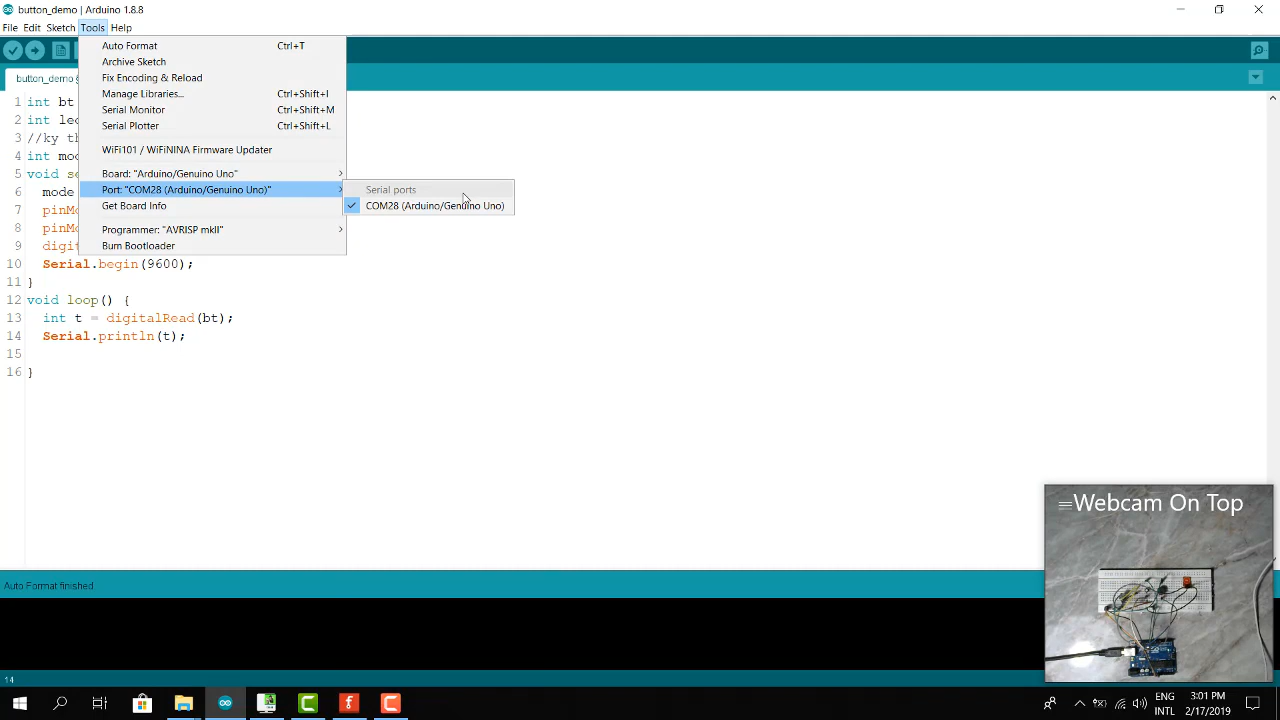 button_demo | Arduino 1.8.8
File Edit Sketch Tools Help
button_demo
Auto Format Ctrl+T
Archive Sketch
Fix Encoding & Reload
Manage Libraries... Ctrl+Shift+I
Serial Monitor Ctrl+Shift+M
Serial Plotter Ctrl+Shift+L
WiFi101 / WiFiNINA Firmware Updater
Board: "Arduino/Genuino Uno"
Port: "COM28 (Arduino/Genuino Uno)"
Get Board Info
Programmer: "AVRISP mkII"
Burn Bootloader
Serial ports
COM28 (Arduino/Genuino Uno)
1 int bt
2 int lec
3 //ky th
4 int mod
5 void se
6 mode
7 pinMo
8 pinMo
9 digit
10 Serial.begin(9600);
11 }
12 void loop() {
13 int t = digitalRead(bt);
14 Serial.println(t);
15
16 }
Webcam On Top
Auto Format finished
14
ENG
INTL
3:01 PM
2/17/2019